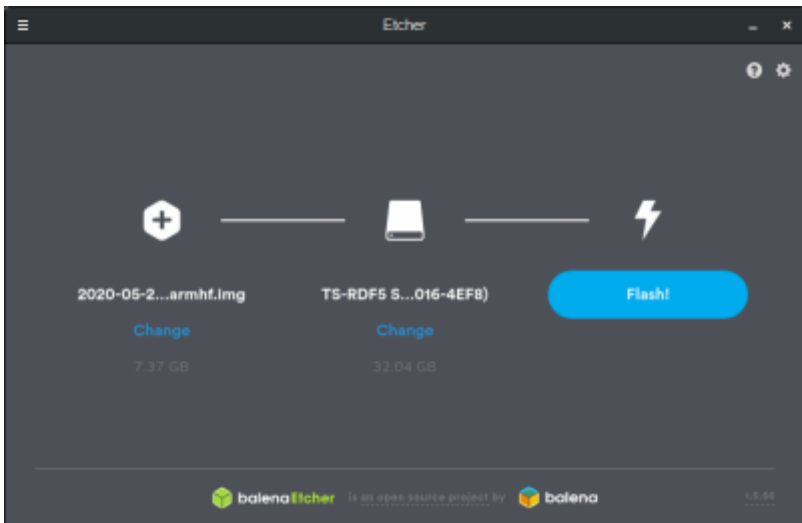 Etcher
2020-05-2...armhf.img
TS-RDF5 S...016-4EF8)
Flash!
Change
Change
7.37 GB
32.04 GB
balenaEtcher is an open source project by balena